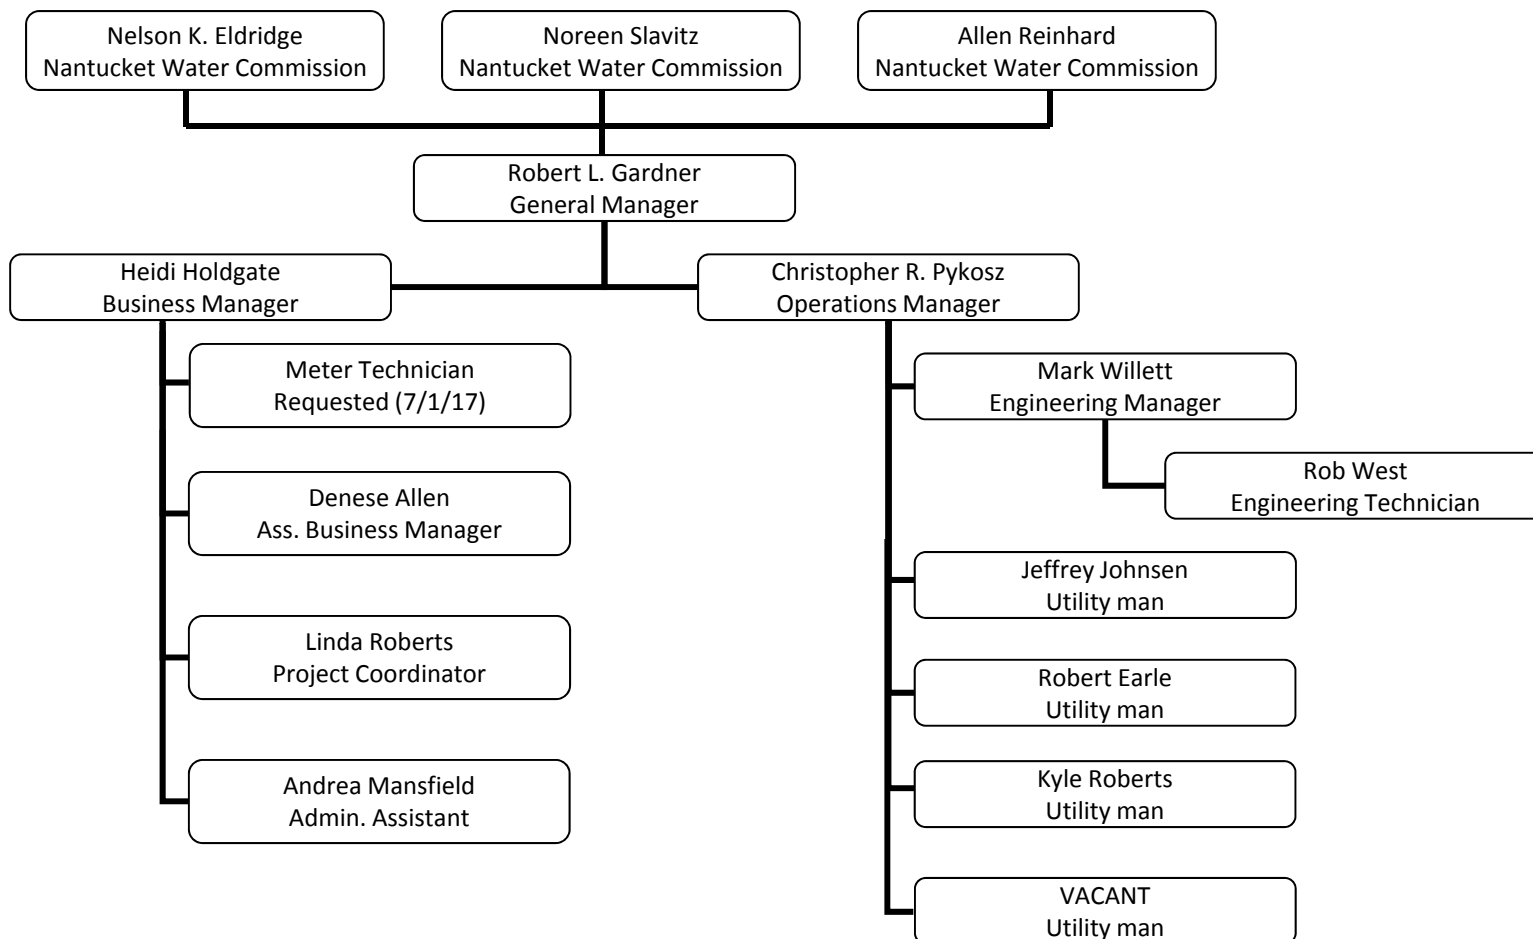 Nelson K. Eldridge
Nantucket Water Commission
Noreen Slavitz
Nantucket Water Commission
Allen Reinhard
Nantucket Water Commission
Robert L. Gardner
General Manager
Heidi Holdgate
Business Manager
Christopher R. Pykosz
Operations Manager
Meter Technician
Requested (7/1/17)
Denese Allen
Ass. Business Manager
Linda Roberts
Project Coordinator
Andrea Mansfield
Admin. Assistant
Mark Willett
Engineering Manager
Rob West
Engineering Technician
Jeffrey Johnsen
Utility man
Robert Earle
Utility man
Kyle Roberts
Utility man
VACANT
Utility man